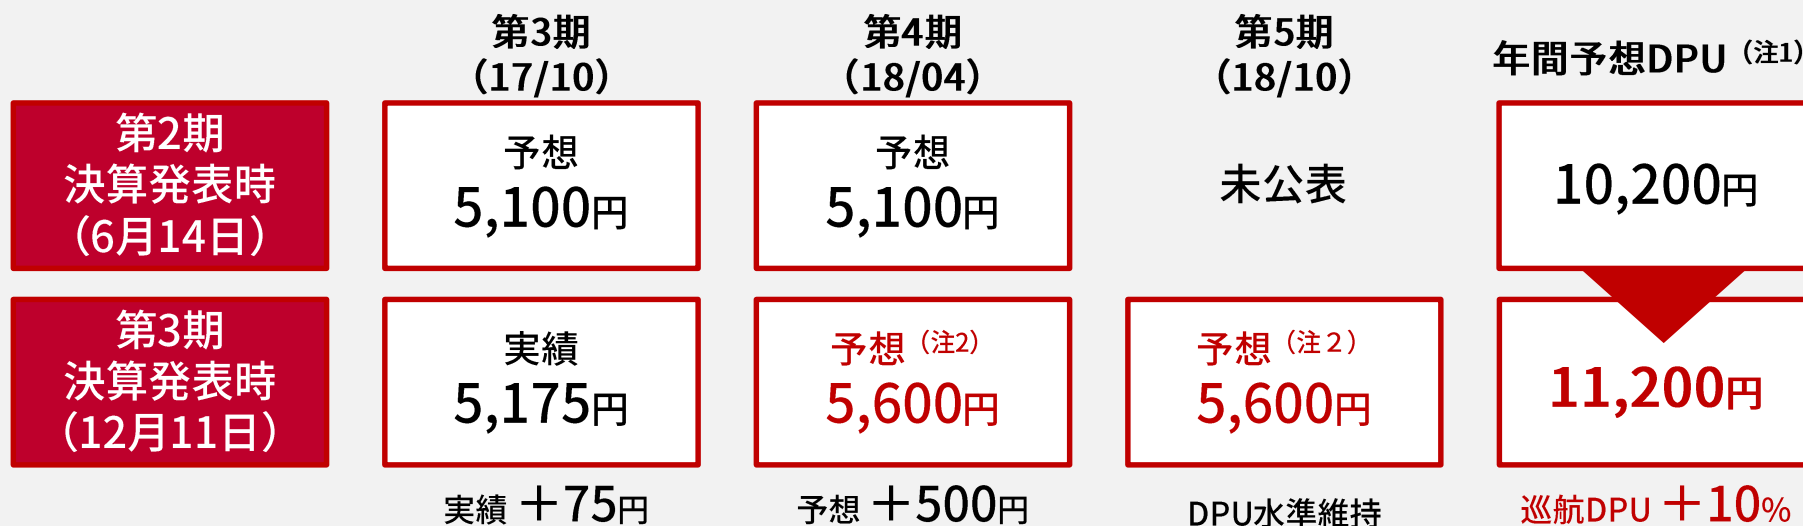 第3期
（17/10）
第4期
（18/04）
第5期
（18/10）
年間予想DPU（注1）
第2期
決算発表時
（6月14日）
予想
5,100円
予想
5,100円
未公表
10,200円
第3期
決算発表時
（12月11日）
実績
5,175円
予想（注2）
5,600円
予想（注２）
5,600円
11,200円
実績 ＋75円
予想 ＋500円
DPU水準維持
巡航DPU ＋10%